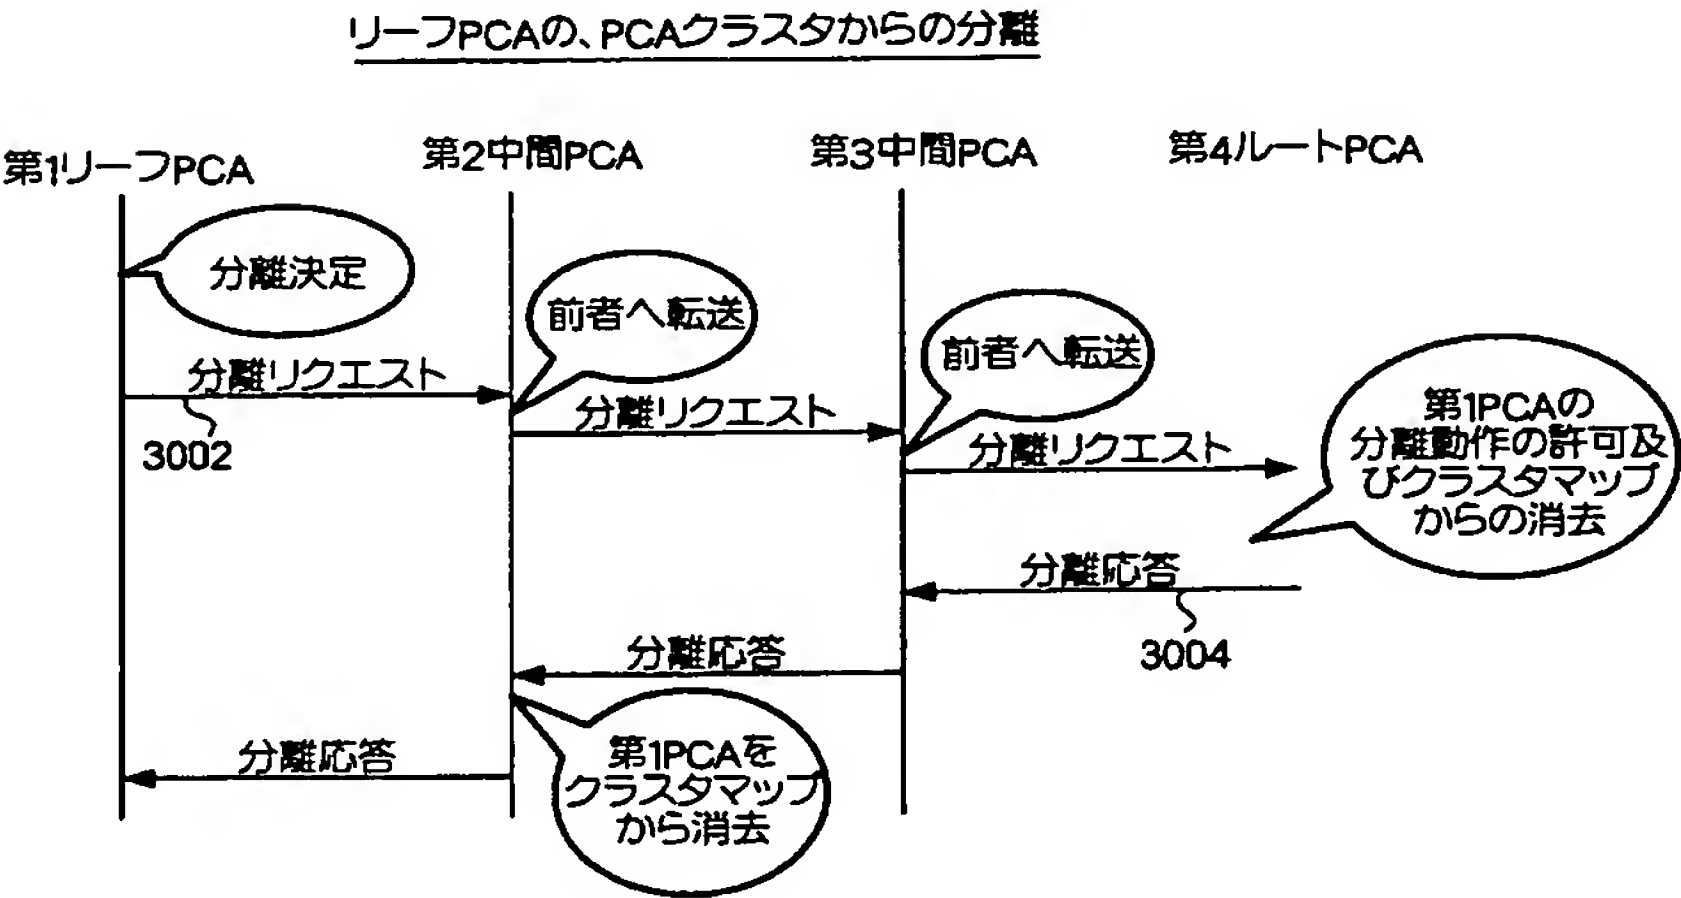 リーフPCAの、PCAクラスタからの分離
第1リーフPCA
第2中間PCA
第3中間PCA
第4ルートPCA
分離決定
前者へ転送
前者へ転送
分離リクエスト
3002
分離リクエスト
分離リクエスト
第1PCAの
分離動作の許可及
びクラスタマップ
からの消去
分離応答
3004
分離応答
分離応答
第1PCAを
クラスタマップ
から消去